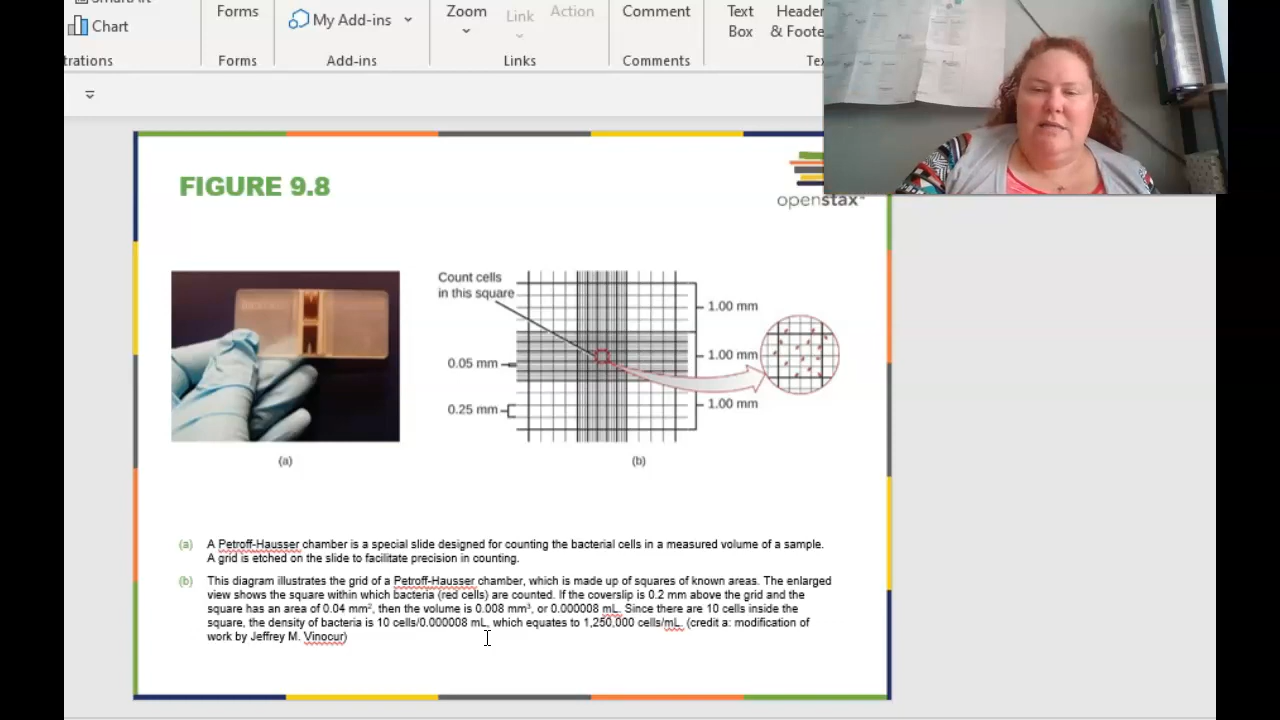 SmartArt
Chart
trations
Forms
Forms
My Add-ins
Add-ins
Zoom
Link
Action
Links
Comment
Comments
Text
Box
Header
& Foote
Tex
FIGURE 9.8
openstax
Count cells
in this square
1.00 mm
0.05 mm
1.00 mm
0.25 mm
1.00 mm
(a)
(b)
(a) A Petroff-Hausser chamber is a special slide designed for counting the bacterial cells in a measured volume of a sample.
A grid is etched on the slide to facilitate precision in counting.
(b) This diagram illustrates the grid of a Petroff-Hausser chamber, which is made up of squares of known areas. The enlarged
view shows the square within which bacteria (red cells) are counted. If the coverslip is 0.2 mm above the grid and the
square has an area of 0.04 mm², then the volume is 0.008 mm³, or 0.000008 mL. Since there are 10 cells inside the
square, the density of bacteria is 10 cells/0.000008 mL, which equates to 1,250,000 cells/mL. (credit a: modification of
work by Jeffrey M. Vinocur)